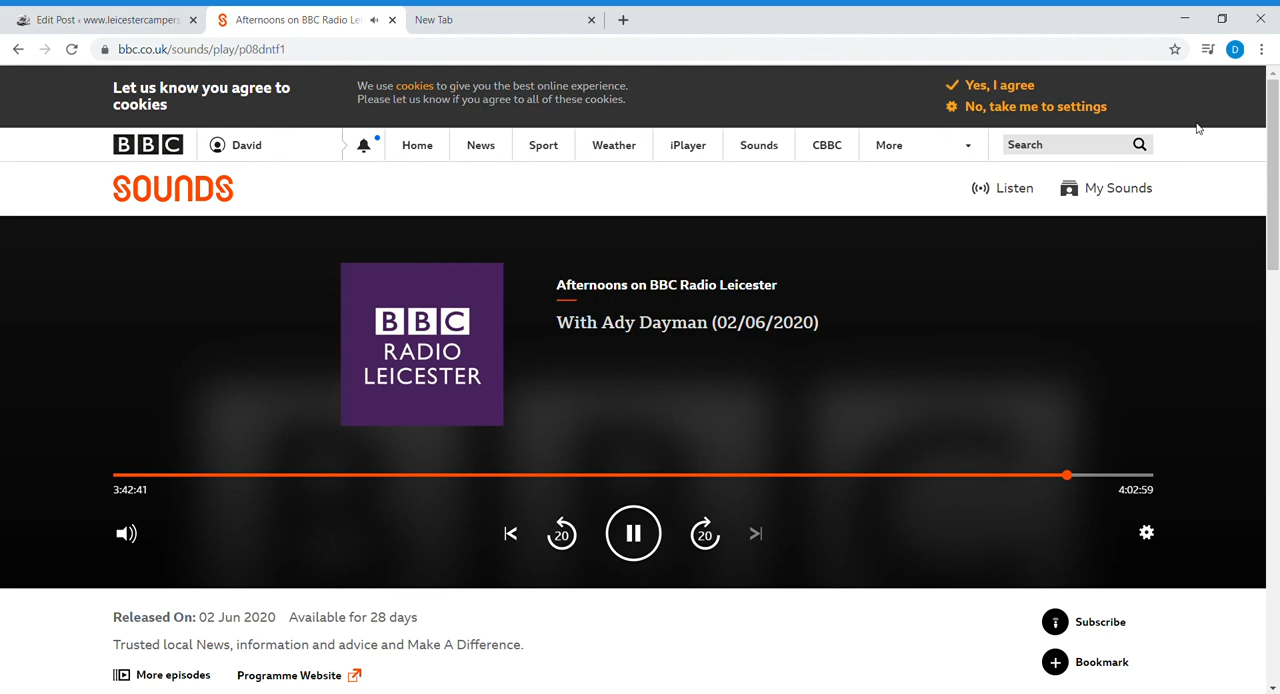 Edit Post ‹ www.leicestercampers
Afternoons on BBC Radio Lei
New Tab
bbc.co.uk/sounds/play/p08dntf1
D
Let us know you agree to
cookies
We use cookies to give you the best online experience.
Please let us know if you agree to all of these cookies.
Yes, I agree
No, take me to settings
BBC
David
Home
News
Sport
Weather
iPlayer
Sounds
CBBC
More
Search
SOUNDS
Listen
My Sounds
BBC
RADIO
LEICESTER
Afternoons on BBC Radio Leicester
With Ady Dayman (02/06/2020)
3:42:41
4:02:59
20
20
Released On: 02 Jun 2020 Available for 28 days
Trusted local News, information and advice and Make A Difference.
More episodes
Programme Website
Subscribe
Bookmark